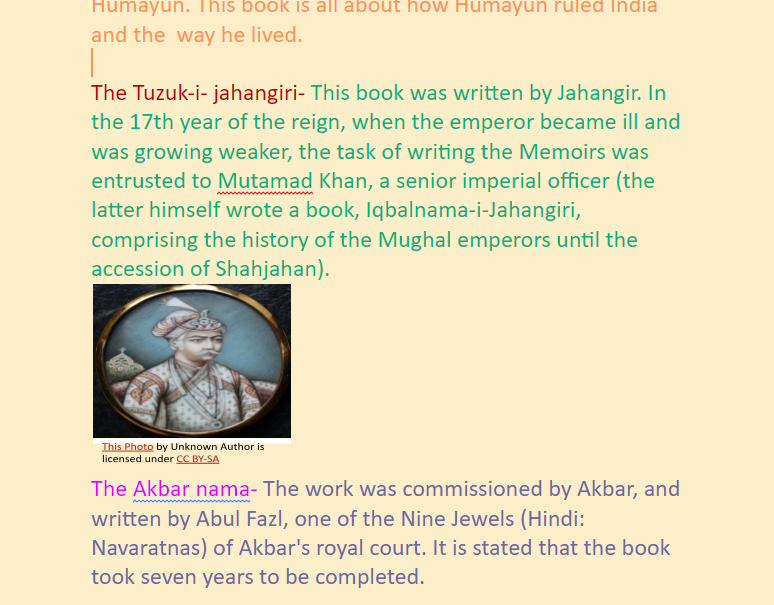 Humayun. This book is all about how Humayun ruled India
and the  way he lived.
The Tuzuk-i- jahangiri- This book was written by Jahangir. In
the 17th year of the reign, when the emperor became ill and
was growing weaker, the task of writing the Memoirs was
entrusted to Mutamad Khan, a senior imperial officer (the
latter himself wrote a book, Iqbalnama-i-Jahangiri,
comprising the history of the Mughal emperors until the
accession of Shahjahan).
This Photo by Unknown Author is
licensed under CC BY-SA
The Akbar nama- The work was commissioned by Akbar, and
written by Abul Fazl, one of the Nine Jewels (Hindi:
Navaratnas) of Akbar's royal court. It is stated that the book
took seven years to be completed.